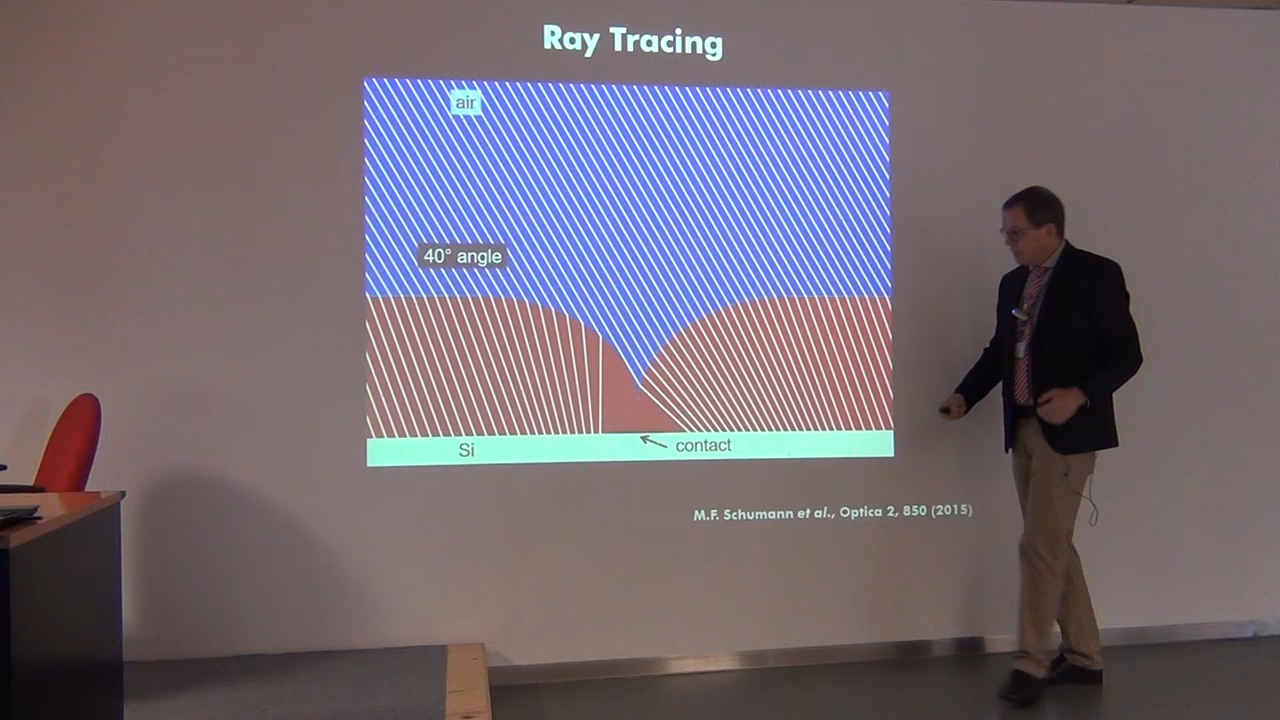 Ray Tracing
air
40° angle
Si
contact
M.F. Schumann et al., Optica 2, 850 (2015)